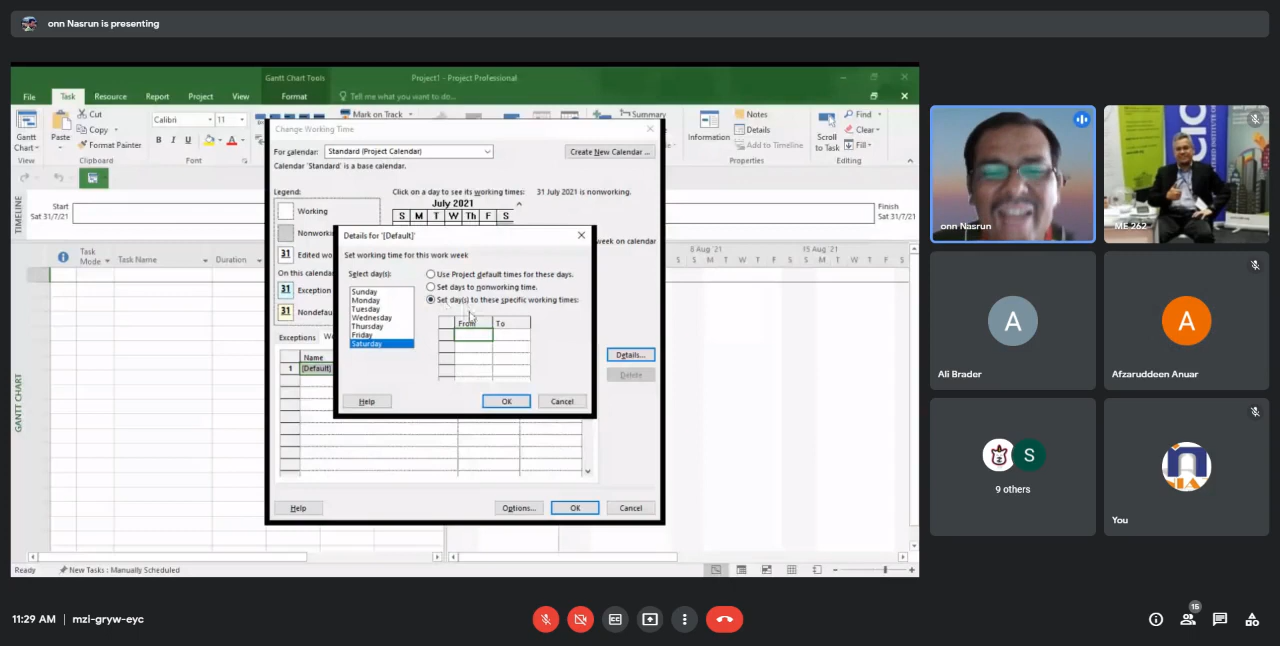 onn Nasrun is presenting
Gantt Chart Tools
Project1 - Project Professional
File Task Resource Report Project View Format Tell me what you want to do...
Gantt Chart
View
Paste
Cut
Copy
Format Painter
Clipboard
Calibri 11
B I U
Font
Mark on Track
Summary
Information
Notes
Details
Add to Timeline
Properties
Scroll to Task
Find
Clear
Fill
Editing
TIMELINE
Start
Sat 31/7/21
Finish
Sat 31/7/21
Task Mode
Task Name
Duration
8 Aug '21
15 Aug '21
S S M T W T F S S M T W T F S
GANTT CHART
Change Working Time
For calendar: Standard (Project Calendar)
Create New Calendar ...
Calendar 'Standard' is a base calendar.
Legend:
Working
Nonworki
31 Edited wo
On this calenda
31 Exception
31 Nondefau
Click on a day to see its working times:
31 July 2021 is nonworking.
July 2021
S M T W Th F S
week on calendar
Exceptions W
Name
1 [Default]
Details...
Delete
Help
Options...
OK
Cancel
Details for '[Default]'
Set working time for this work week
Select day(s):
Sunday
Monday
Tuesday
Wednesday
Thursday
Friday
Saturday
Use Project default times for these days.
Set days to nonworking time.
Set day(s) to these specific working times:
From To
Help
OK
Cancel
Ready
New Tasks : Manually Scheduled
onn Nasrun
ME 262
A
Ali Brader
A
Afzaruddeen Anuar
S
9 others
You
11:29 AM | mzi-gryw-eyc
15